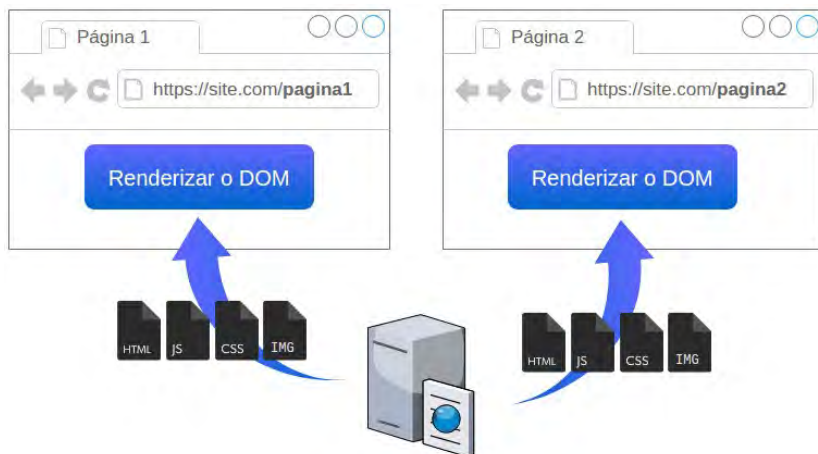 Página 1
https://site.com/pagina1
Renderizar o DOM
HTML JS CSS IMG
Página 2
https://site.com/pagina2
Renderizar o DOM
HTML JS CSS IMG